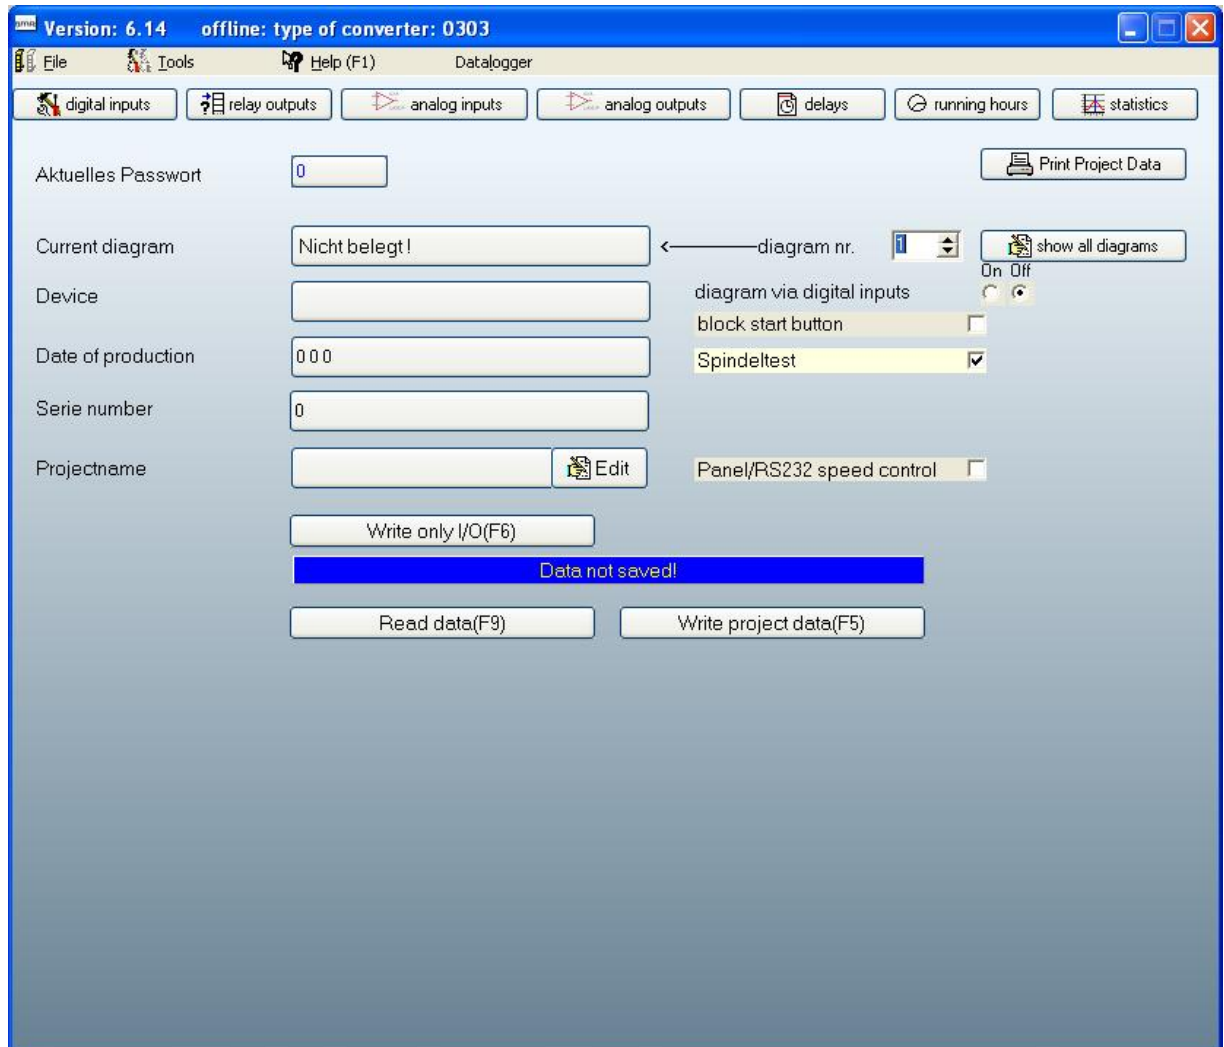 Version: 6.14 offline: type of converter: 0303
File Tools Help (F1) Datalogger
digital inputs relay outputs analog inputs analog outputs delays running hours statistics
Aktuelles Passwort 0 Print Project Data
Current diagram Nicht belegt ! <————diagram nr. 1 show all diagrams
On Off
Device diagram via digital inputs
block start button
Date of production 0 0 0 Spindeltest
Serie number 0
Projectname Edit Panel/RS232 speed control
Write only I/O(F6)
Data not saved!
Read data(F9) Write project data(F5)